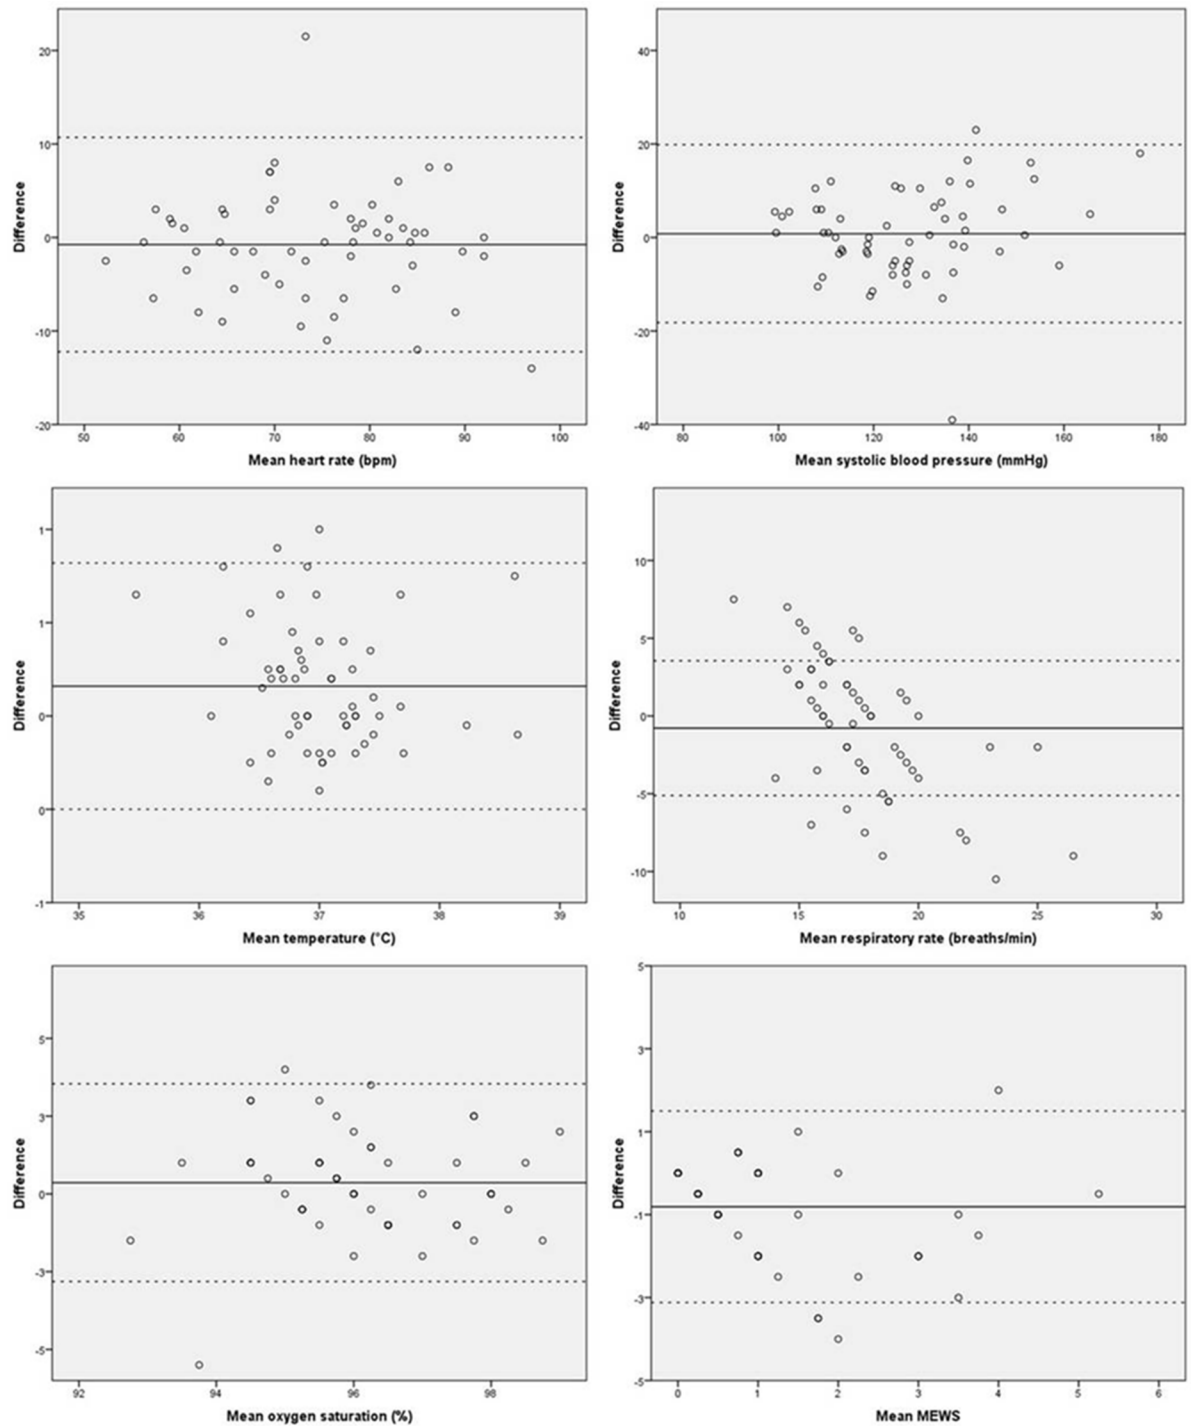 Difference
20
10
0
-10
-20
50 60 70 80 90 100
Mean heart rate (bpm)
Difference
40
20
0
-20
-40
80 100 120 140 160 180
Mean systolic blood pressure (mmHg)
Difference
1
1
0
0
-1
35 36 37 38 39
Mean temperature (°C)
Difference
10
5
0
-5
-10
10 15 20 25 30
Mean respiratory rate (breaths/min)
Difference
5
3
0
-3
-5
92 94 96 98
Mean oxygen saturation (%)
Difference
5
3
1
-1
-3
-5
0 1 2 3 4 5 6
Mean MEWS